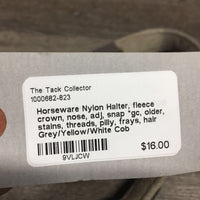 The Tack Collector
1000682-823
Horseware Nylon Halter, fleece
crown, nose, adj, snap *gc, older,
stains, threads, pilly, frays, hair
Grey/Yellow/White Cob
$16.00
9VLJCW